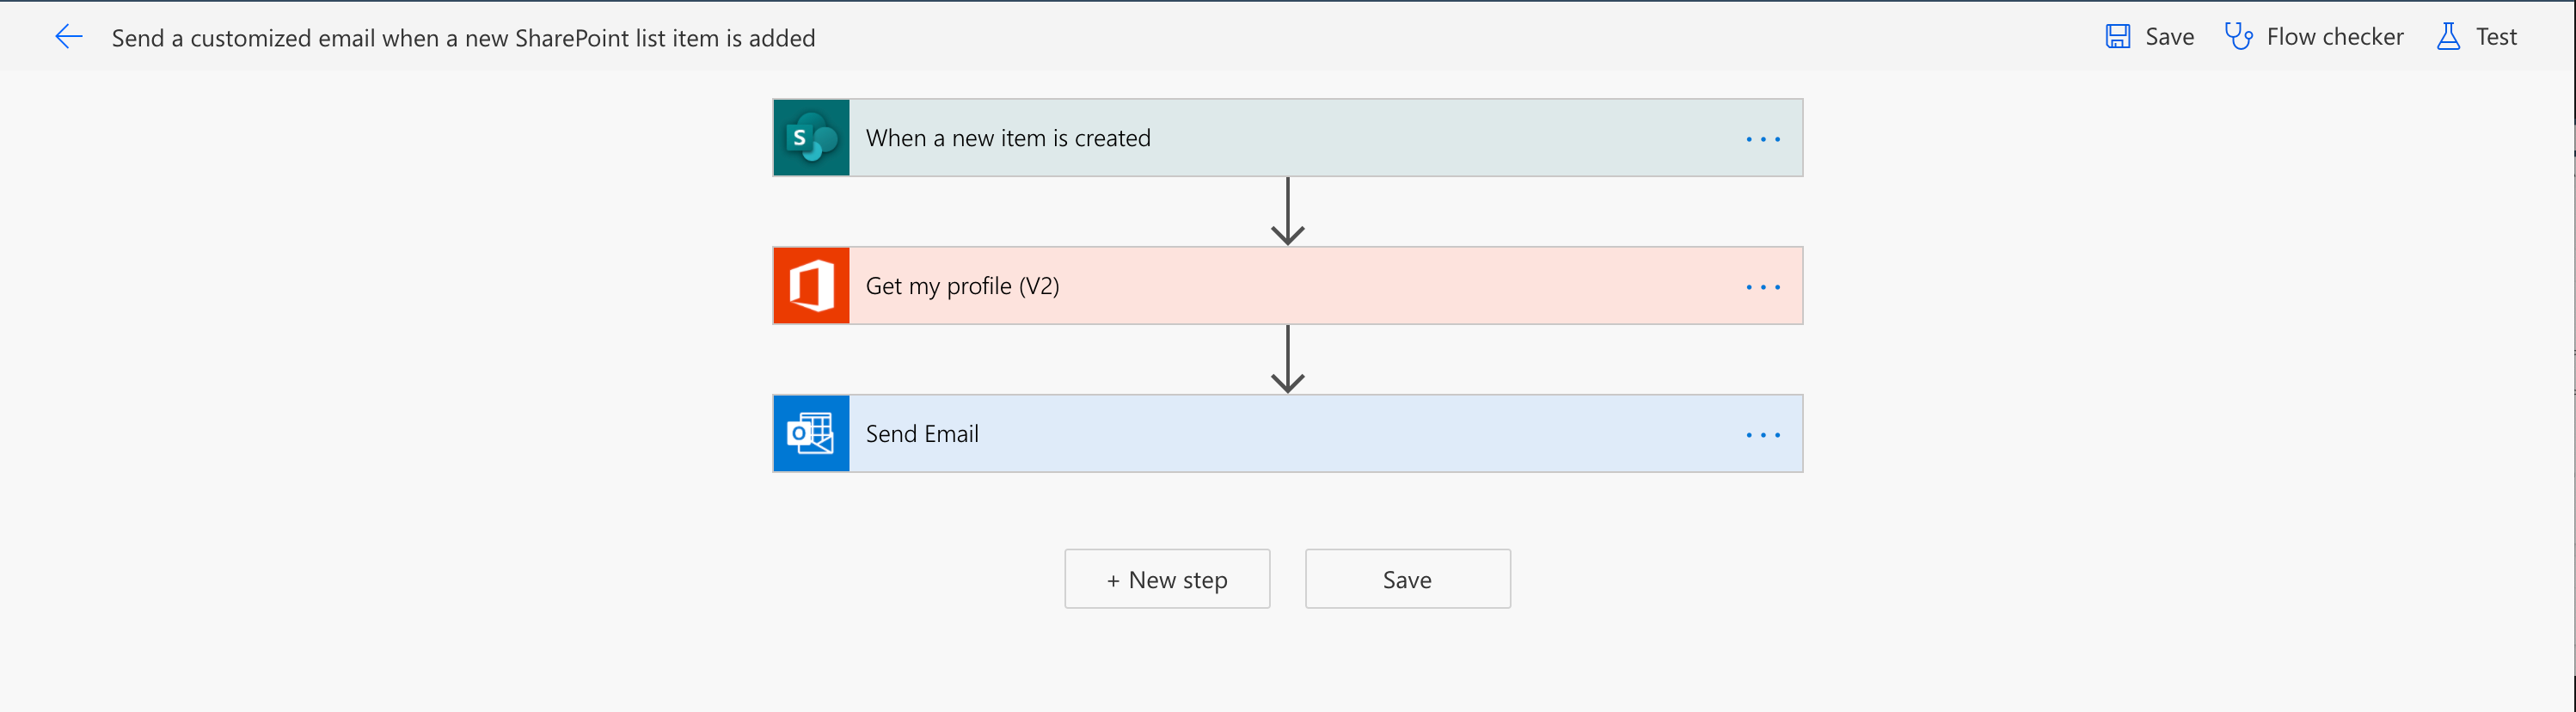 Send a customized email when a new SharePoint list item is added
Save
Flow checker
Test
S
When a new item is created
Get my profile (V2)
O
Send Email
+ New step
Save